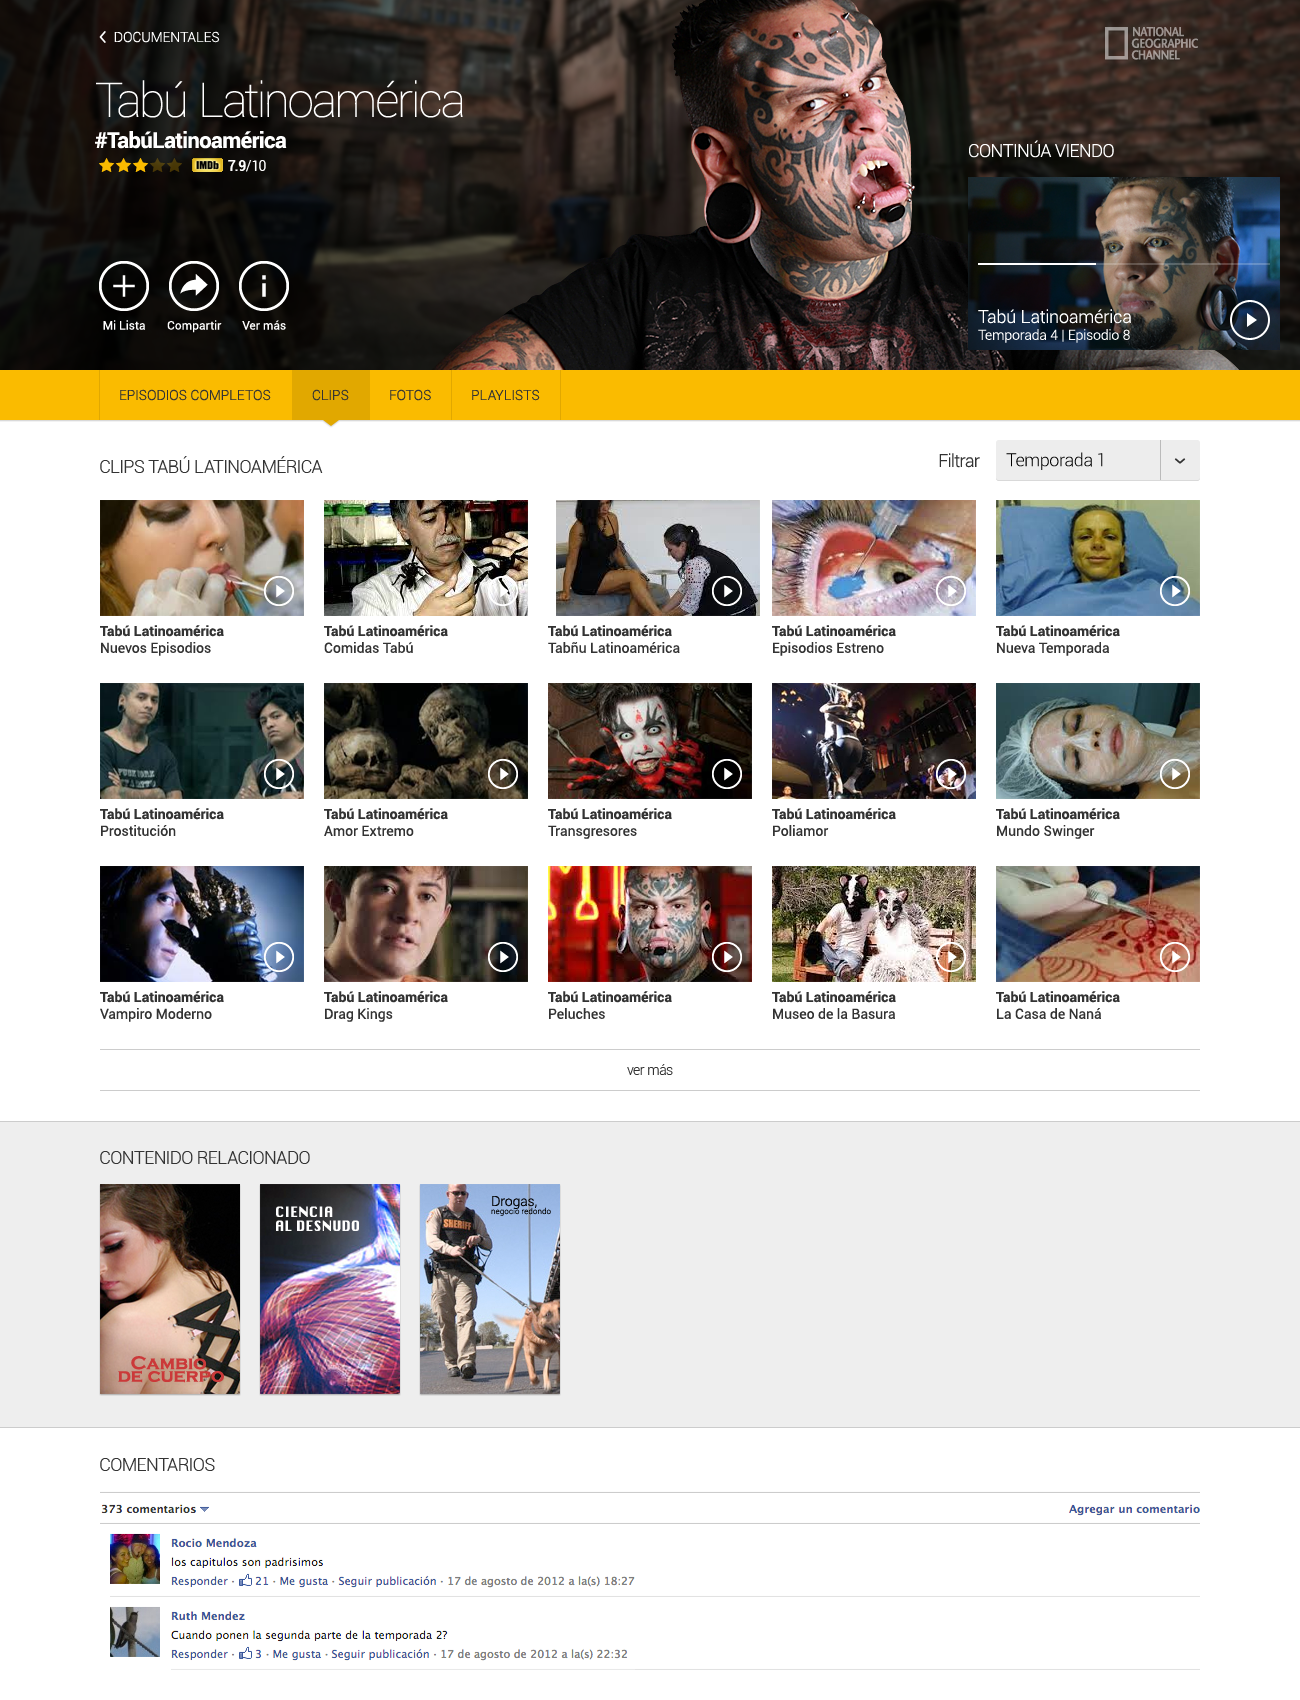 DOCUMENTALES
NATIONAL
GEOGRAPHIC
CHANNEL
Tabú Latinoamérica
#TabúLatinoamérica
IMDb 7.9/10
CONTINÚA VIENDO
Mi Lista
Compartir
Ver más
Tabú Latinoamérica
Temporada 4 | Episodio 8
EPISODIOS COMPLETOS
CLIPS
FOTOS
PLAYLISTS
CLIPS TABÚ LATINOAMÉRICA
Filtrar
Temporada 1
Tabú Latinoamérica
Nuevos Episodios
Tabú Latinoamérica
Comidas Tabú
Tabú Latinoamérica
Tabñu Latinoamérica
Tabú Latinoamérica
Episodios Estreno
Tabú Latinoamérica
Nueva Temporada
Tabú Latinoamérica
Prostitución
Tabú Latinoamérica
Amor Extremo
Tabú Latinoamérica
Transgresores
Tabú Latinoamérica
Poliamor
Tabú Latinoamérica
Mundo Swinger
Tabú Latinoamérica
Vampiro Moderno
Tabú Latinoamérica
Drag Kings
Tabú Latinoamérica
Peluches
Tabú Latinoamérica
Museo de la Basura
Tabú Latinoamérica
La Casa de Naná
ver más
CONTENIDO RELACIONADO
CAMBIO
DE CUERPO
CIENCIA
AL DESNUDO
Drogas,
negocio redondo
SHERIFF
COMENTARIOS
373 comentarios
Agregar un comentario
Rocio Mendoza
los capitulos son padrisimos
Responder · 21 · Me gusta · Seguir publicación · 17 de agosto de 2012 a la(s) 18:27
Ruth Mendez
Cuando ponen la segunda parte de la temporada 2?
Responder · 3 · Me gusta · Seguir publicación · 17 de agosto de 2012 a la(s) 22:32